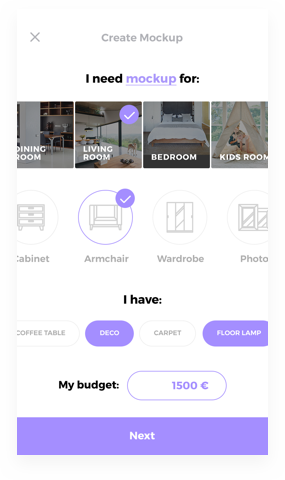 Create Mockup
I need mockup for:
DINING
ROOM
LIVING
ROOM
BEDROOM
KIDS ROOM
Cabinet
Armchair
Wardrobe
Photo
I have:
COFFEE TABLE
DECO
CARPET
FLOOR LAMP
My budget:
1500 €
Next